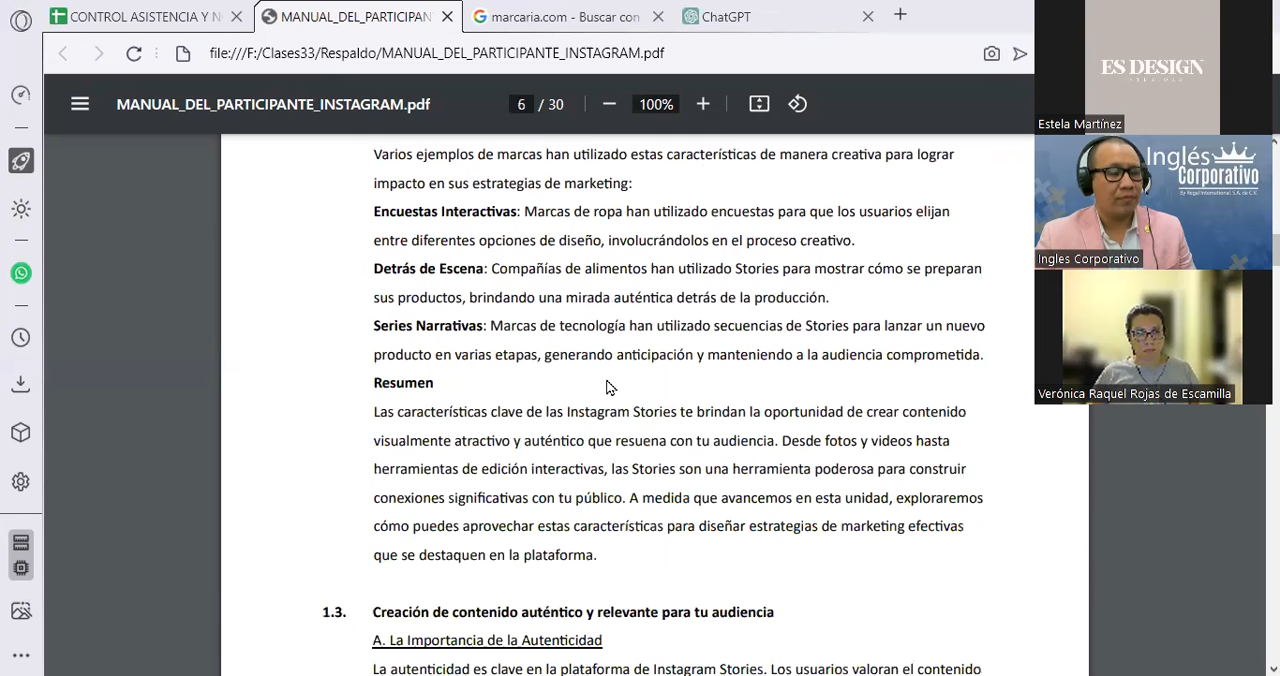 CONTROL ASISTENCIA Y N
MANUAL_DEL_PARTICIPAN
marcaria.com - Buscar con
ChatGPT
file:///F:/Clases33/Respaldo/MANUAL_DEL_PARTICIPANTE_INSTAGRAM.pdf
MANUAL_DEL_PARTICIPANTE_INSTAGRAM.pdf
6 / 30
100%
Varios ejemplos de marcas han utilizado estas características de manera creativa para lograr
impacto en sus estrategias de marketing:
Encuestas Interactivas: Marcas de ropa han utilizado encuestas para que los usuarios elijan
entre diferentes opciones de diseño, involucrándolos en el proceso creativo.
Detrás de Escena: Compañías de alimentos han utilizado Stories para mostrar cómo se preparan
sus productos, brindando una mirada auténtica detrás de la producción.
Series Narrativas: Marcas de tecnología han utilizado secuencias de Stories para lanzar un nuevo
producto en varias etapas, generando anticipación y manteniendo a la audiencia comprometida.
Resumen
Las características clave de las Instagram Stories te brindan la oportunidad de crear contenido
visualmente atractivo y auténtico que resuena con tu audiencia. Desde fotos y videos hasta
herramientas de edición interactivas, las Stories son una herramienta poderosa para construir
conexiones significativas con tu público. A medida que avancemos en esta unidad, exploraremos
cómo puedes aprovechar estas características para diseñar estrategias de marketing efectivas
que se destaquen en la plataforma.
1.3. Creación de contenido auténtico y relevante para tu audiencia
A. La Importancia de la Autenticidad
La autenticidad es clave en la plataforma de Instagram Stories. Los usuarios valoran el contenido
ES DESIGN
Estela Martínez
Inglés
Corporativo
By Regal International, S.A. de C.V.
Ingles Corporativo
Verónica Raquel Rojas de Escamilla